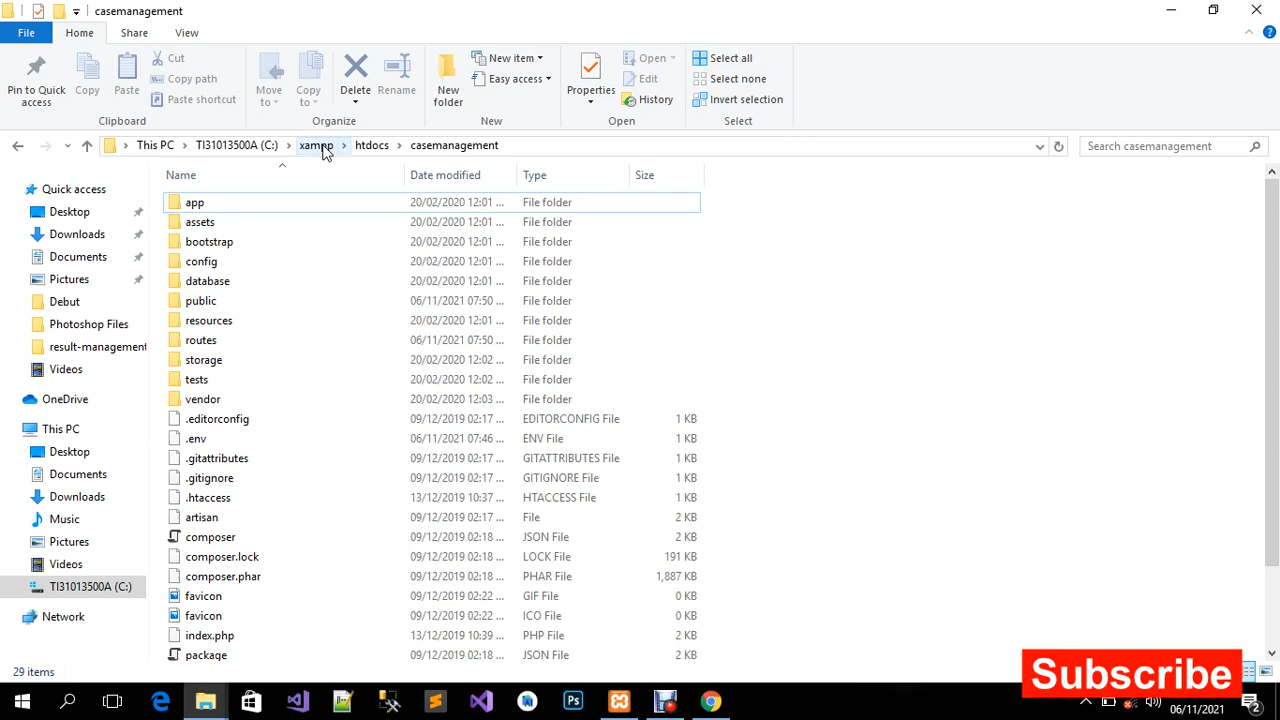 casemanagement
File
Home
Share
View
Pin to Quick access
Copy
Paste
Cut
Copy path
Paste shortcut
Clipboard
Move to
Copy to
Delete
Rename
Organize
New folder
New item
Easy access
New
Properties
Open
Edit
History
Open
Select all
Select none
Invert selection
Select
This PC > TI31013500A (C:) > xampp > htdocs > casemanagement
Search casemanagement
Name Date modified Type Size
app 20/02/2020 12:01 ... File folder
assets 20/02/2020 12:01 ... File folder
bootstrap 20/02/2020 12:01 ... File folder
config 20/02/2020 12:01 ... File folder
database 20/02/2020 12:01 ... File folder
public 06/11/2021 07:50 ... File folder
resources 20/02/2020 12:01 ... File folder
routes 06/11/2021 07:50 ... File folder
storage 20/02/2020 12:02 ... File folder
tests 20/02/2020 12:02 ... File folder
vendor 20/02/2020 12:03 ... File folder
.editorconfig 09/12/2019 02:17 ... EDITORCONFIG File 1 KB
.env 06/11/2021 07:46 ... ENV File 1 KB
.gitattributes 09/12/2019 02:17 ... GITATTRIBUTES File 1 KB
.gitignore 09/12/2019 02:17 ... GITIGNORE File 1 KB
.htaccess 13/12/2019 10:37 ... HTACCESS File 1 KB
artisan 09/12/2019 02:17 ... File 2 KB
composer 09/12/2019 02:18 ... JSON File 2 KB
composer.lock 09/12/2019 02:18 ... LOCK File 191 KB
composer.phar 09/12/2019 02:18 ... PHAR File 1,887 KB
favicon 09/12/2019 02:22 ... GIF File 0 KB
favicon 09/12/2019 02:22 ... ICO File 0 KB
index.php 13/12/2019 10:39 ... PHP File 2 KB
package 09/12/2019 02:18 ... JSON File 2 KB
Quick access
Desktop
Downloads
Documents
Pictures
Debut
Photoshop Files
result-management
Videos
OneDrive
This PC
Desktop
Documents
Downloads
Music
Pictures
Videos
TI31013500A (C:)
Network
29 items
Subscribe
Ps
06/11/2021
2